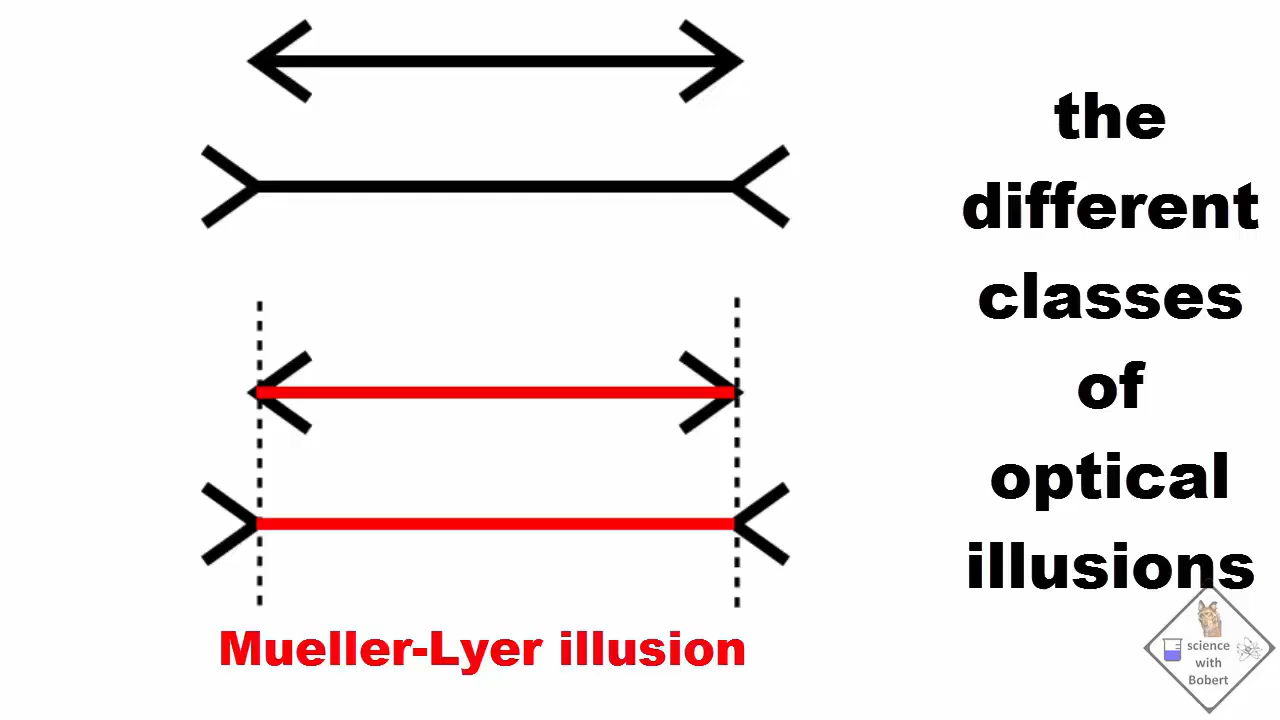 the
different
classes
of
optical
illusions
Mueller-Lyer illusion
science
with
Bobert